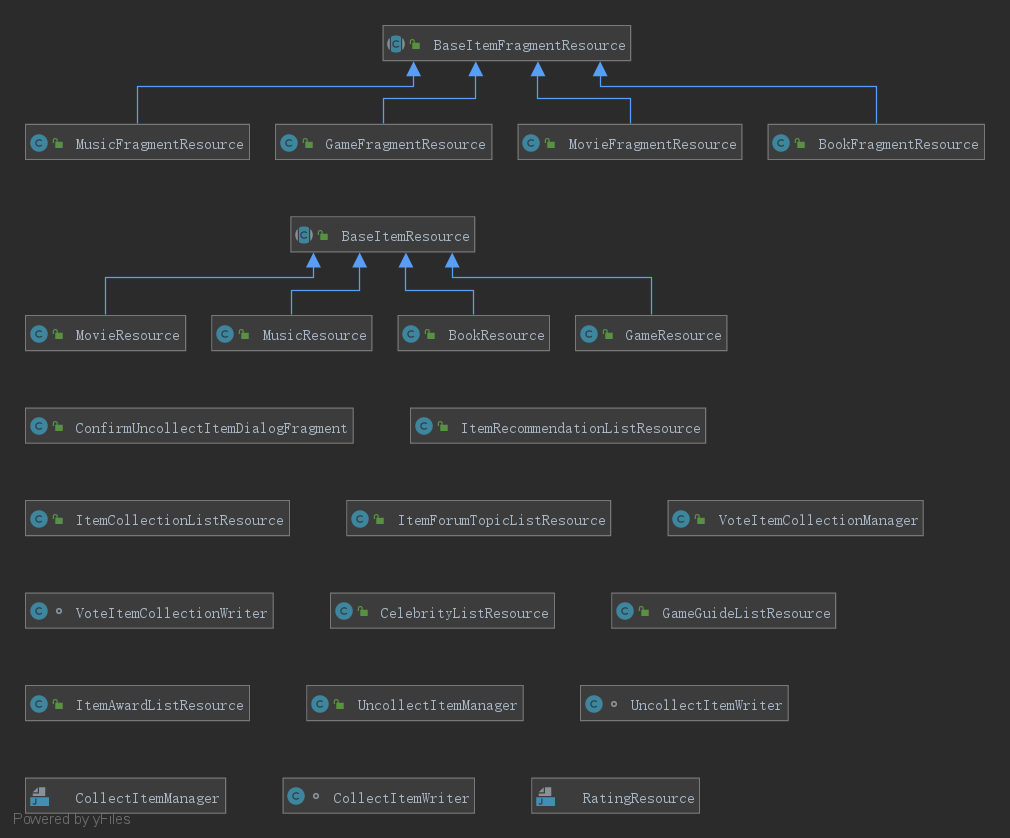 BaseItemFragmentResource
MusicFragmentResource
GameFragmentResource
MovieFragmentResource
BookFragmentResource
BaseItemResource
MovieResource
MusicResource
BookResource
GameResource
ConfirmUncollectItemDialogFragment
ItemRecommendationListResource
ItemCollectionListResource
ItemForumTopicListResource
VoteItemCollectionManager
VoteItemCollectionWriter
CelebrityListResource
GameGuideListResource
ItemAwardListResource
UncollectItemManager
UncollectItemWriter
CollectItemManager
CollectItemWriter
RatingResource
Powered by yFiles